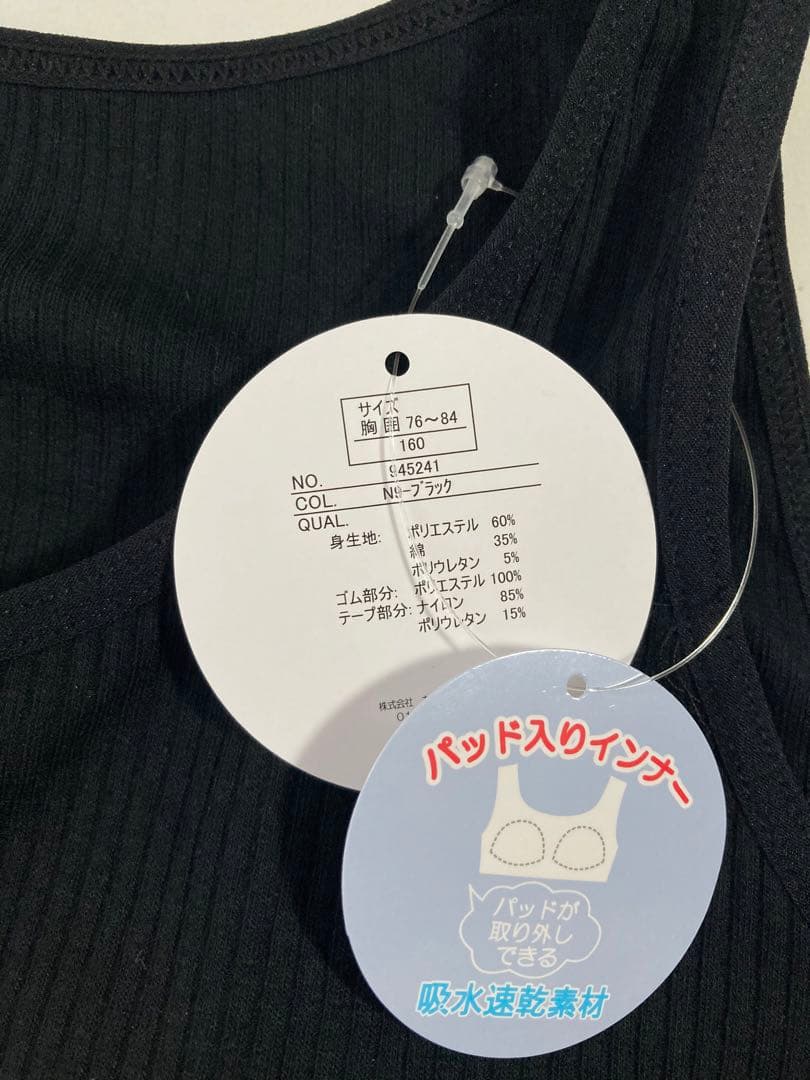 サイズ
胸囲 76～84
160
NO. 945241
COL. N9-ブラック
QUAL.
身生地: ポリエステル 60%
綿 35%
ポリウレタン 5%
ゴム部分: ポリエステル 100%
テープ部分: ナイロン 85%
ポリウレタン 15%
株式会社
パッド入りインナー
パッドが
取り外し
できる
吸水速乾素材